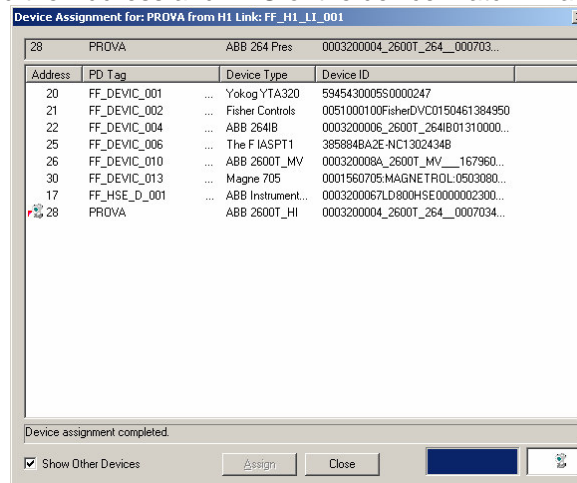 Device Assignment for: PROVA from H1 Link: FF_H1_LI_001
28 PROVA ABB 264 Pres 0003200004_2600T_264__000703...
Address PD Tag Device Type Device ID
20 FF_DEVIC_001 ... Yokog YTA320 5945430005S0000247
21 FF_DEVIC_002 ... Fisher Controls 0051000100FisherDVC0150461384950
22 FF_DEVIC_004 ... ABB 264IB 0003200006_2600T_264IB01310000...
25 FF_DEVIC_006 ... The F IASPT1 385884BA2E-NC1302434B
26 FF_DEVIC_010 ... ABB 2600T_MV 000320008A_2600T_MV___167960...
30 FF_DEVIC_013 ... Magne 705 0001560705:MAGNETROL:0503080...
17 FF_HSE_D_001 ... ABB Instrument... 0003200067LD800HSE0000002300...
28 PROVA ABB 2600T_HI 0003200004_2600T_264__0007034...
Device assignment completed.
Show Other Devices Assign Close